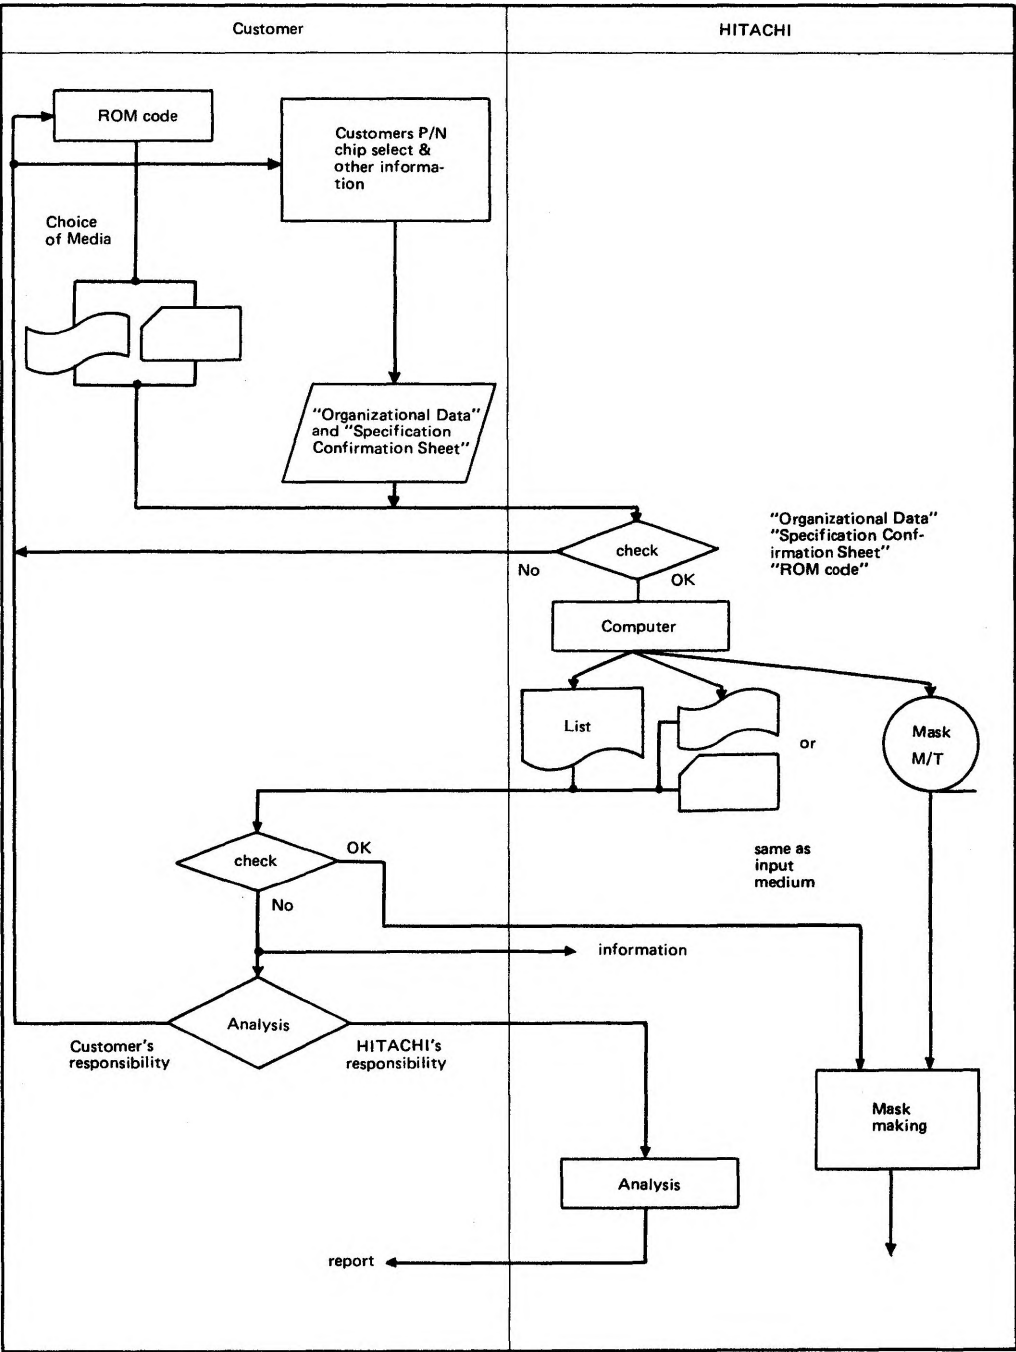 Customer
HITACHI
ROM code
Customers P/N
chip select &
other informa-
tion
Choice
of Media
"Organizational Data"
and "Specification
Confirmation Sheet"
"Organizational Data"
"Specification Conf-
irmation Sheet"
"ROM code"
check
No
OK
Computer
List
or
Mask
M/T
same as
input
medium
check
OK
No
information
Analysis
Customer's
responsibility
HITACHI's
responsibility
Mask
making
Analysis
report